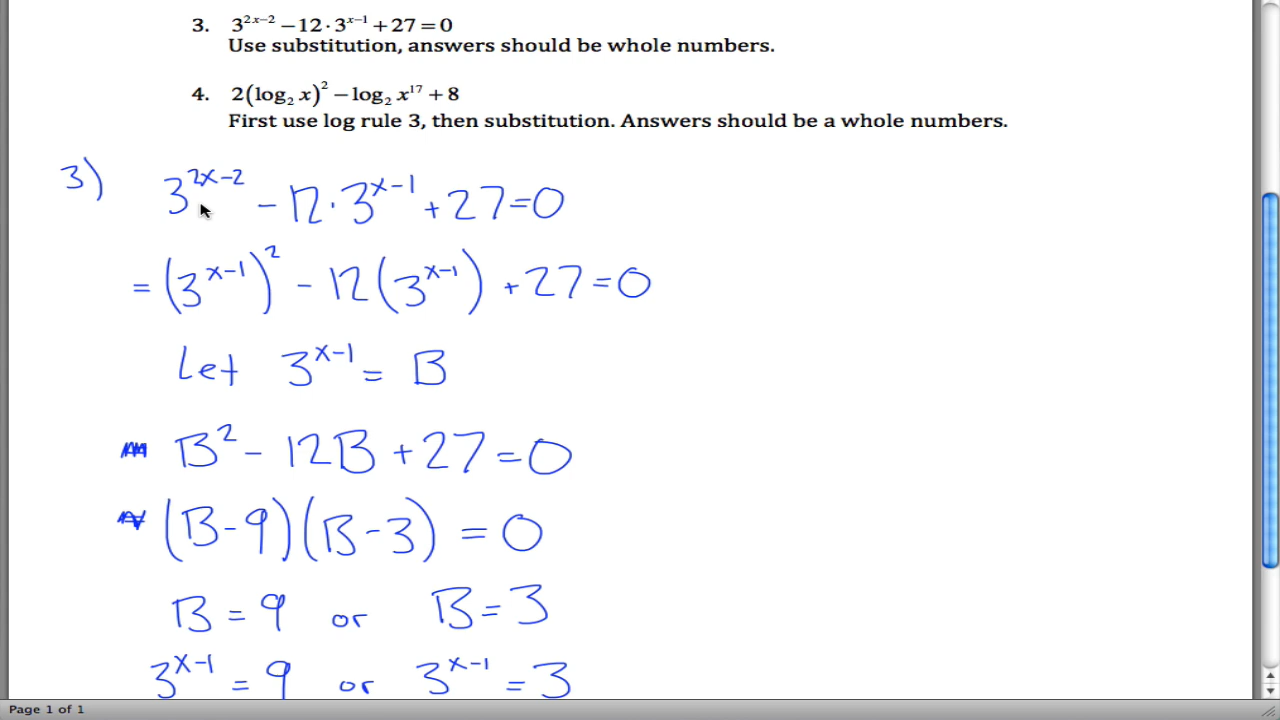 3. 3^{2x−2} − 12 · 3^{x−1} + 27 = 0
Use substitution, answers should be whole numbers.
4. 2(log₂ x)² − log₂ x¹⁷ + 8
First use log rule 3, then substitution. Answers should be a whole numbers.
3) 3^{2x−2} − 12 · 3^{x−1} + 27 = 0
= (3^{x−1})² − 12(3^{x−1}) + 27 = 0
Let 3^{x−1} = B
B² − 12B + 27 = 0
(B − 9)(B − 3) = 0
B = 9 or B = 3
3^{x−1} = 9 or 3^{x−1} = 3
Page 1 of 1